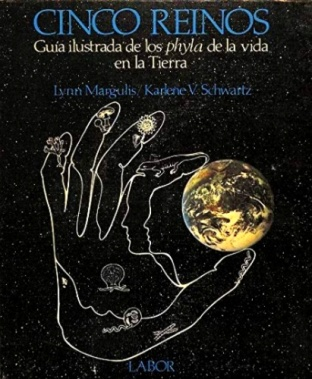 CINCO REINOS
Guía ilustrada de los phyla de la vida
en la Tierra
Lynn Margulis/Karlene V. Schwartz
LABOR